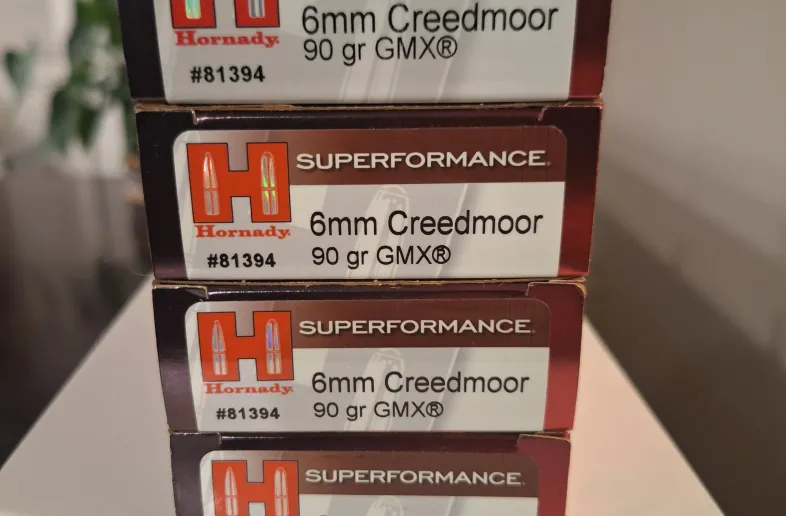 Hornady
6mm Creedmoor
90 gr GMX®
#81394
H
SUPERFORMANCE
Hornady
6mm Creedmoor
90 gr GMX®
#81394
H
SUPERFORMANCE
Hornady
6mm Creedmoor
90 gr GMX®
#81394
H
SUPERFORMANCE